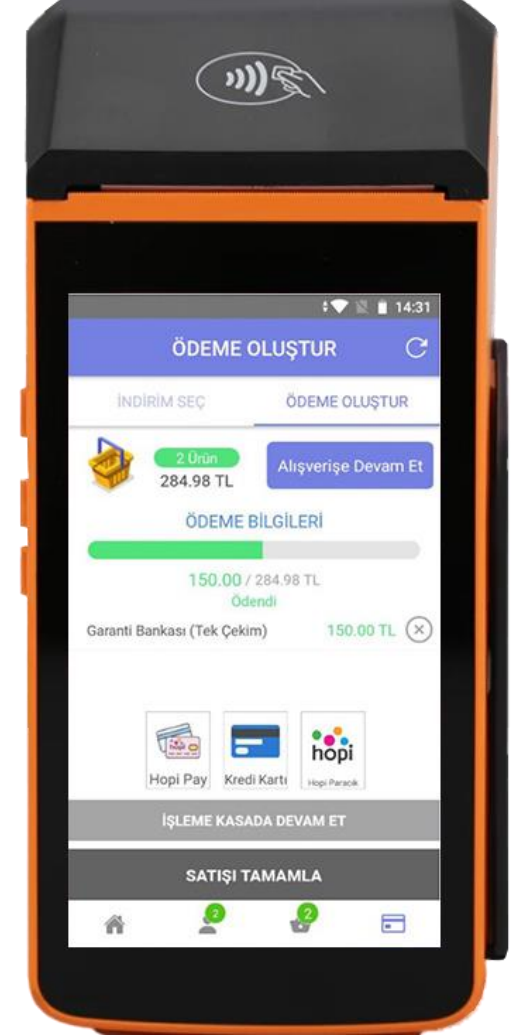 14:31
ÖDEME OLUŞTUR
İNDİRİM SEÇ ÖDEME OLUŞTUR
2 Ürün
284.98 TL
Alışverişe Devam Et
ÖDEME BİLGİLERİ
150.00 / 284.98 TL
Ödendi
Garanti Bankası (Tek Çekim) 150.00 TL
hopi
hopi
Hopi Pay Kredi Kartı Hopi Paracık
İŞLEME KASADA DEVAM ET
SATIŞI TAMAMLA
2 2